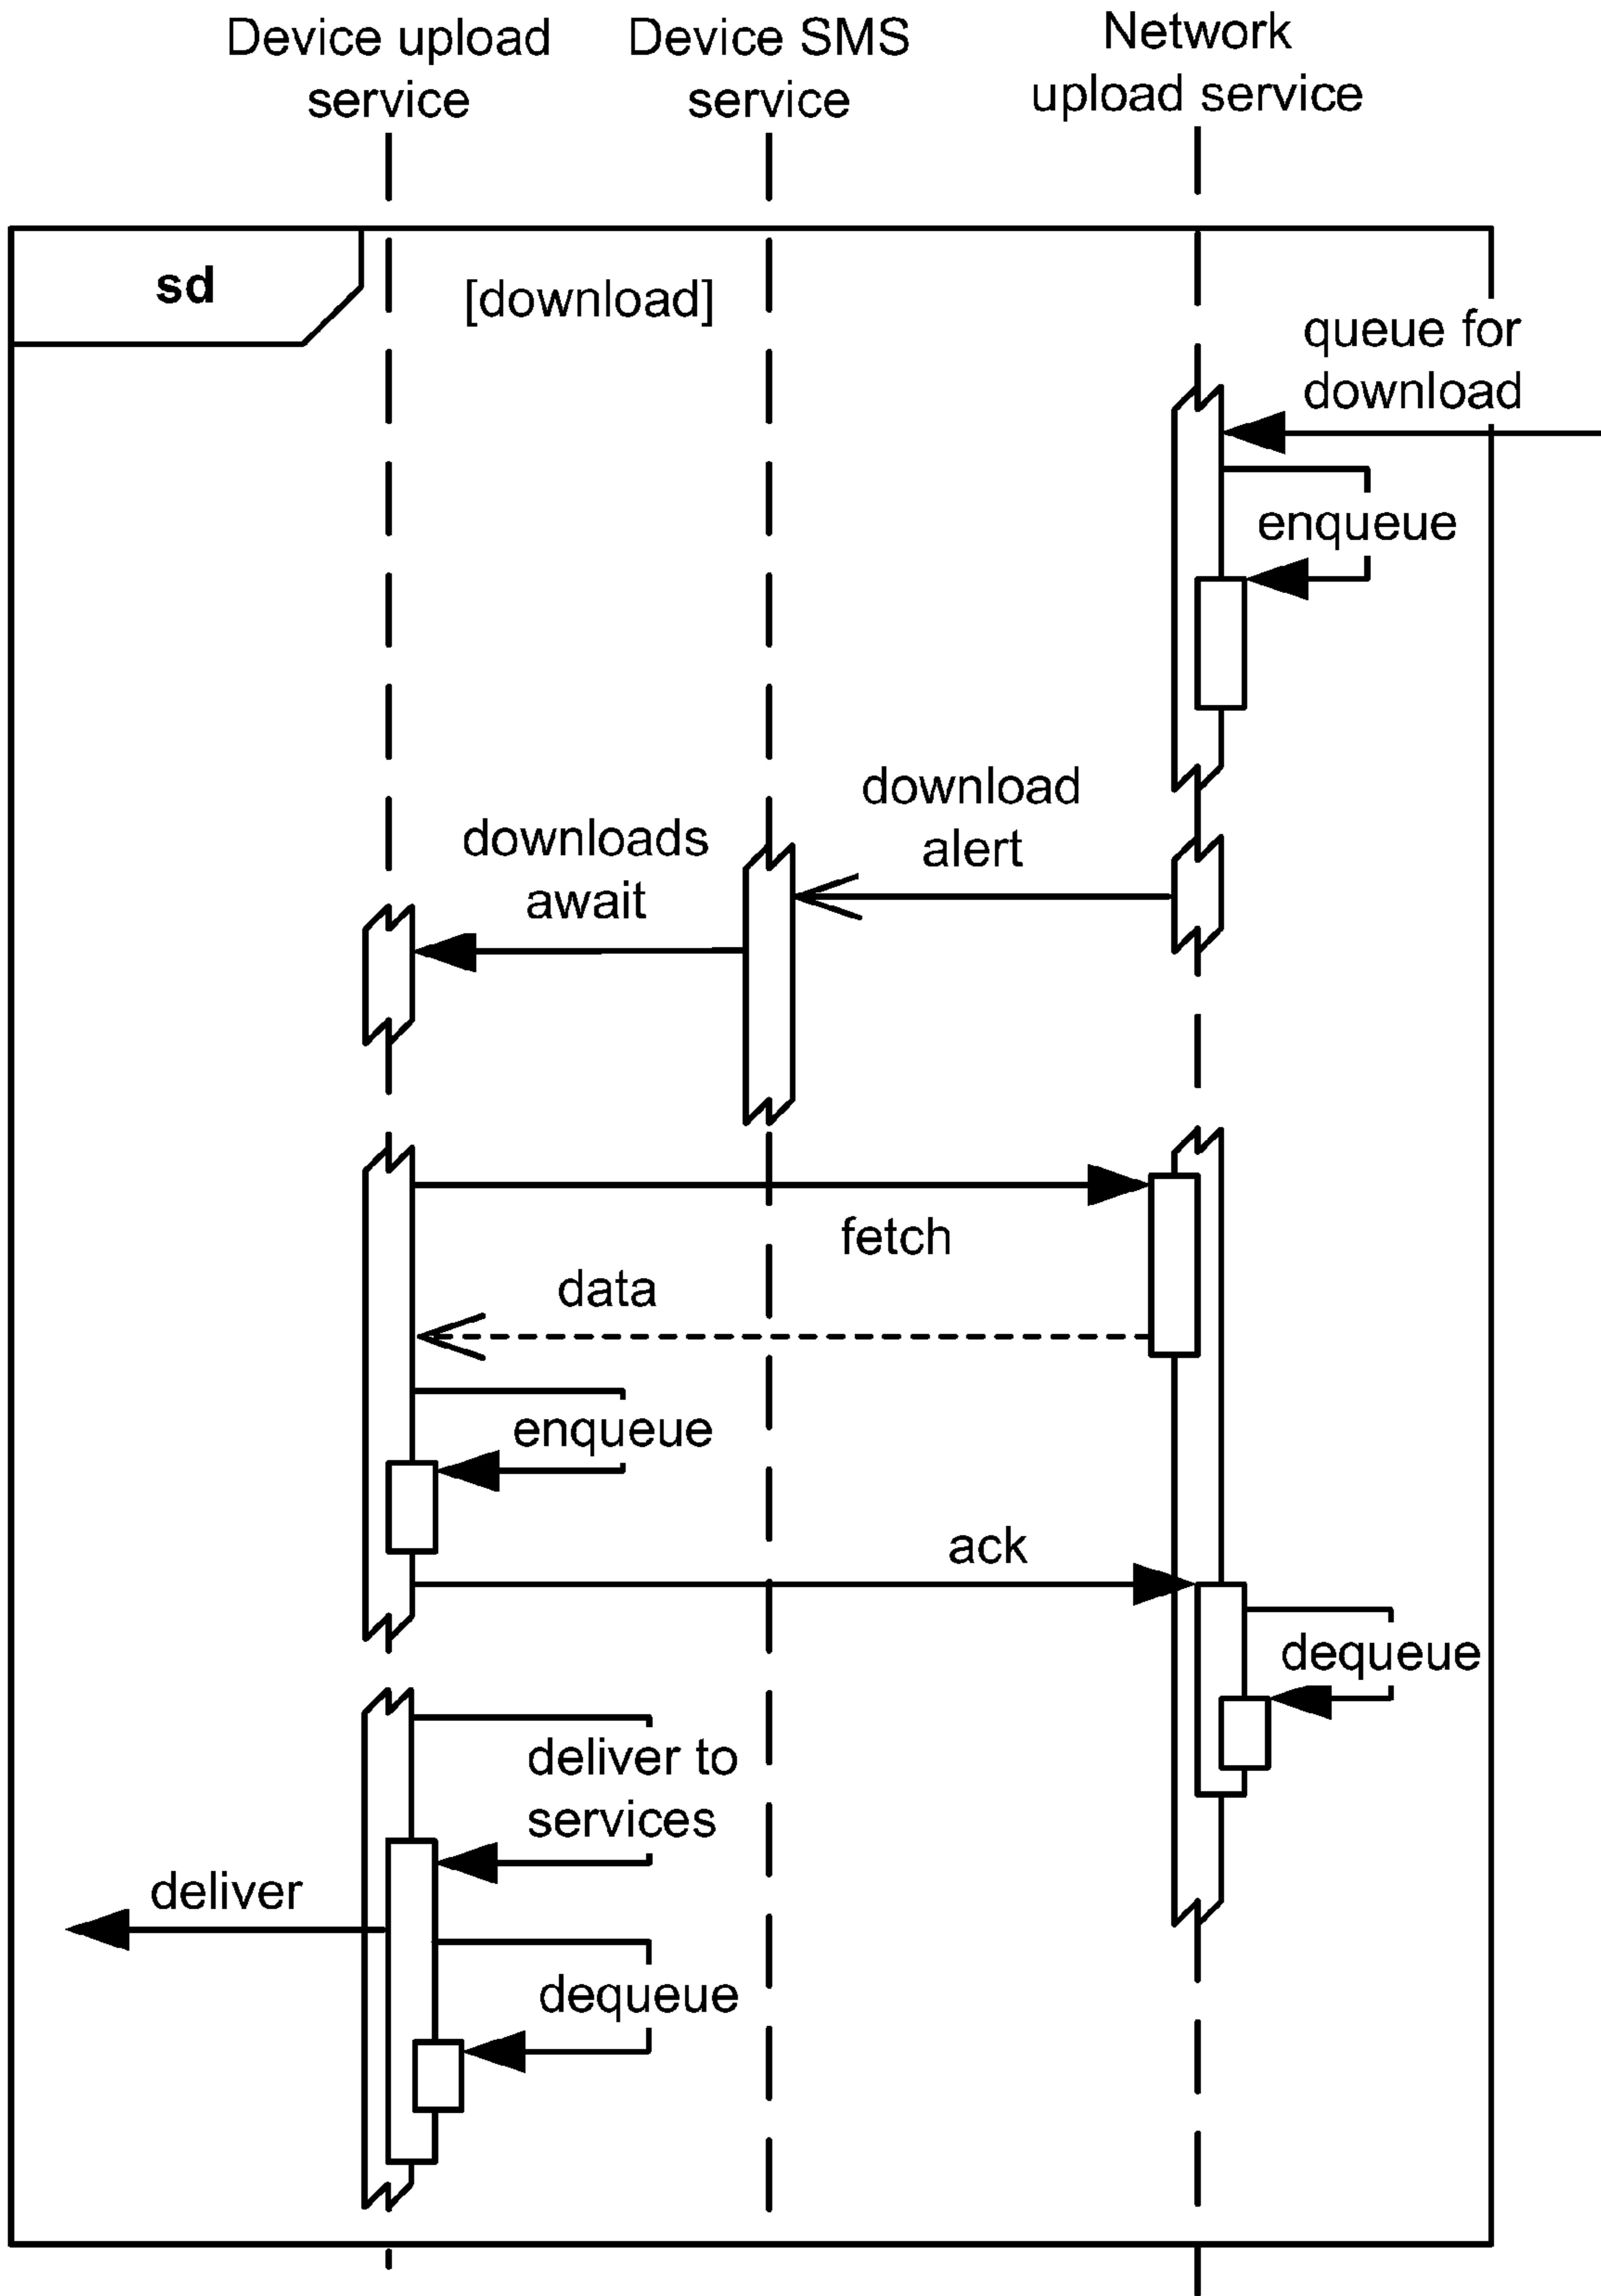 Device upload
service
Device SMS
service
Network
upload service
sd
[download]
queue for
download
enqueue
download
alert
downloads
await
fetch
data
enqueue
ack
dequeue
deliver to
services
deliver
dequeue